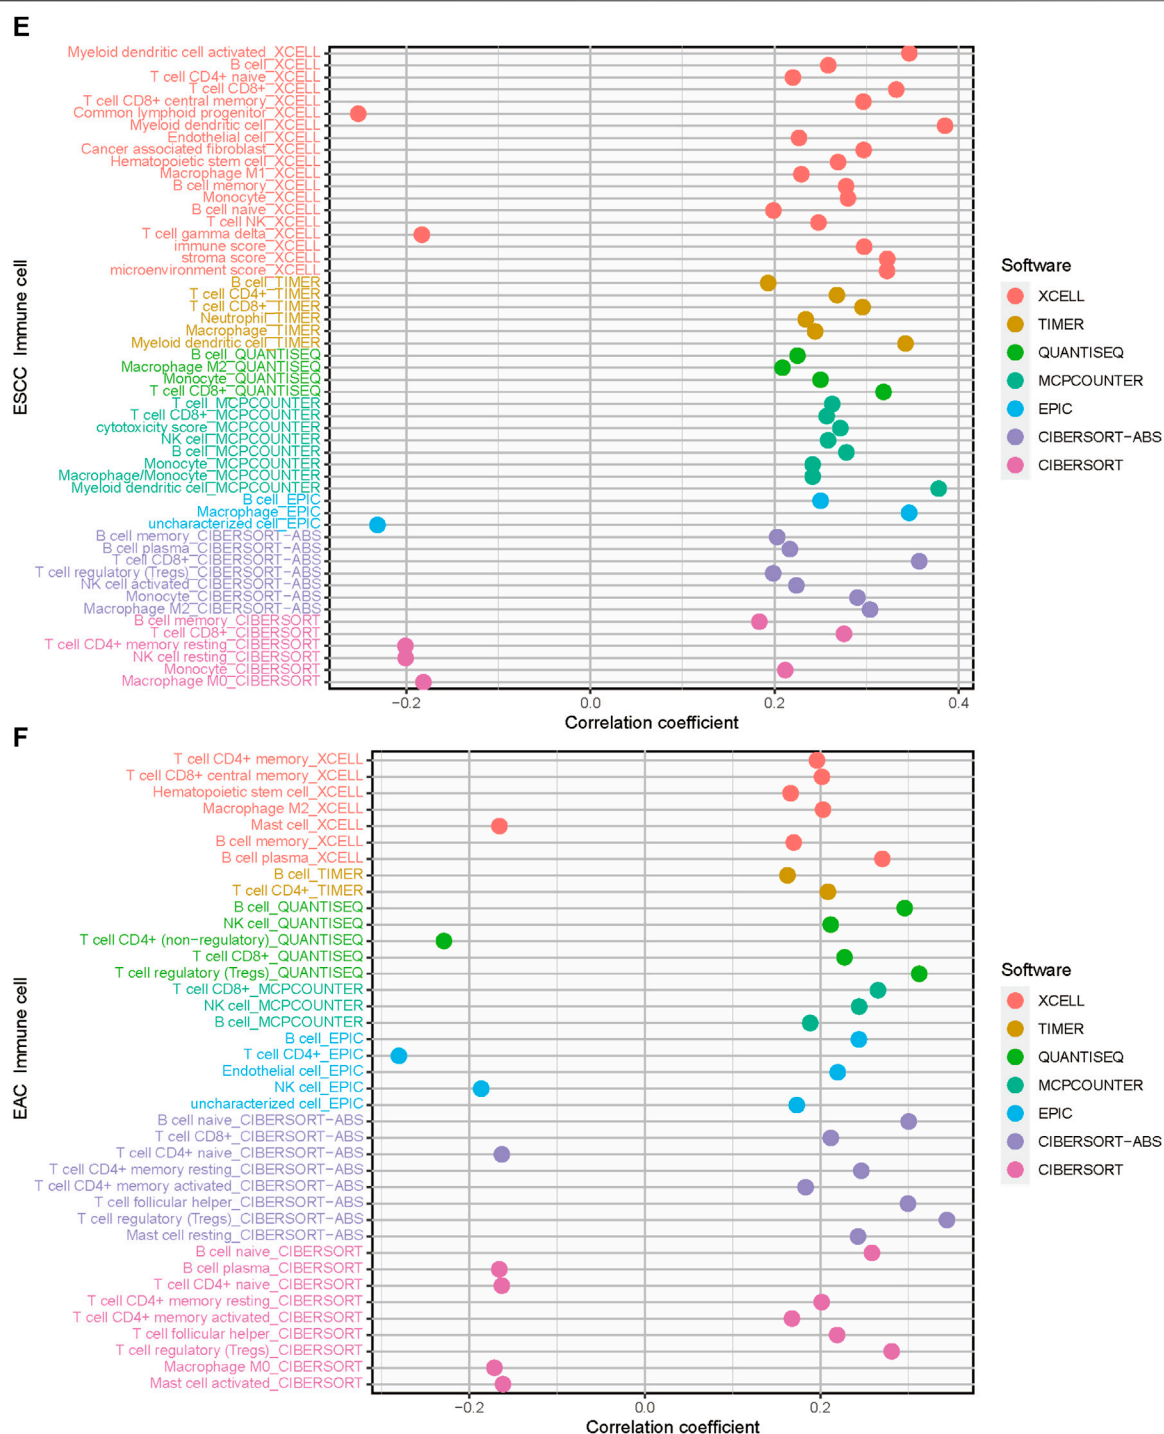 E
ESCC Immune cell
Myeloid dendritic cell activated_XCELL
B cell_XCELL
T cell CD4+ naive_XCELL
T cell CD8+_XCELL
T cell CD8+ central memory_XCELL
Common lymphoid progenitor_XCELL
Myeloid dendritic cell_XCELL
Endothelial cell_XCELL
Cancer associated fibroblast_XCELL
Hematopoietic stem cell_XCELL
Macrophage M1_XCELL
B cell memory_XCELL
Monocyte_XCELL
B cell naive_XCELL
T cell NK_XCELL
T cell gamma delta_XCELL
immune score_XCELL
stroma score_XCELL
microenvironment score_XCELL
B cell_TIMER
T cell CD4+_TIMER
T cell CD8+_TIMER
Neutrophil_TIMER
Macrophage_TIMER
Myeloid dendritic cell_TIMER
B cell_QUANTISEQ
Macrophage M2_QUANTISEQ
Monocyte_QUANTISEQ
T cell CD8+_QUANTISEQ
T cell_MCPCOUNTER
T cell CD8+_MCPCOUNTER
cytotoxicity score_MCPCOUNTER
NK cell_MCPCOUNTER
B cell_MCPCOUNTER
Monocyte_MCPCOUNTER
Macrophage/Monocyte_MCPCOUNTER
Myeloid dendritic cell_MCPCOUNTER
B cell_EPIC
Macrophage_EPIC
uncharacterized cell_EPIC
B cell memory_CIBERSORT−ABS
B cell plasma_CIBERSORT−ABS
T cell CD8+_CIBERSORT−ABS
T cell regulatory (Tregs)_CIBERSORT−ABS
NK cell activated_CIBERSORT−ABS
Monocyte_CIBERSORT−ABS
Macrophage M2_CIBERSORT−ABS
B cell memory_CIBERSORT
T cell CD8+_CIBERSORT
T cell CD4+ memory resting_CIBERSORT
NK cell resting_CIBERSORT
Monocyte_CIBERSORT
Macrophage M0_CIBERSORT
−0.2 0.0 0.2 0.4
Correlation coefficient
Software
XCELL
TIMER
QUANTISEQ
MCPCOUNTER
EPIC
CIBERSORT−ABS
CIBERSORT
F
EAC Immune cell
T cell CD4+ memory_XCELL
T cell CD8+ central memory_XCELL
Hematopoietic stem cell_XCELL
Macrophage M2_XCELL
Mast cell_XCELL
B cell memory_XCELL
B cell plasma_XCELL
B cell_TIMER
T cell CD4+_TIMER
B cell_QUANTISEQ
NK cell_QUANTISEQ
T cell CD4+ (non−regulatory)_QUANTISEQ
T cell CD8+_QUANTISEQ
T cell regulatory (Tregs)_QUANTISEQ
T cell CD8+_MCPCOUNTER
NK cell_MCPCOUNTER
B cell_MCPCOUNTER
B cell_EPIC
T cell CD4+_EPIC
Endothelial cell_EPIC
NK cell_EPIC
uncharacterized cell_EPIC
B cell naive_CIBERSORT−ABS
T cell CD8+_CIBERSORT−ABS
T cell CD4+ naive_CIBERSORT−ABS
T cell CD4+ memory resting_CIBERSORT−ABS
T cell CD4+ memory activated_CIBERSORT−ABS
T cell follicular helper_CIBERSORT−ABS
T cell regulatory (Tregs)_CIBERSORT−ABS
Mast cell resting_CIBERSORT−ABS
B cell naive_CIBERSORT
B cell plasma_CIBERSORT
T cell CD4+ naive_CIBERSORT
T cell CD4+ memory resting_CIBERSORT
T cell CD4+ memory activated_CIBERSORT
T cell follicular helper_CIBERSORT
T cell regulatory (Tregs)_CIBERSORT
Macrophage M0_CIBERSORT
Mast cell activated_CIBERSORT
−0.2 0.0 0.2
Correlation coefficient
Software
XCELL
TIMER
QUANTISEQ
MCPCOUNTER
EPIC
CIBERSORT−ABS
CIBERSORT